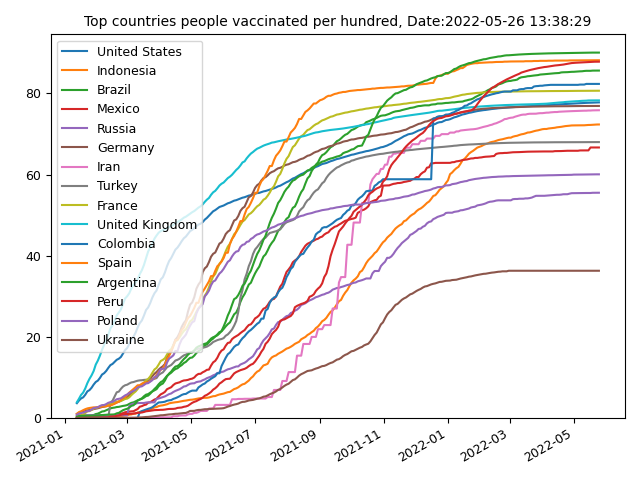 Top countries people vaccinated per hundred, Date:2022-05-26 13:38:29
United States
Indonesia
Brazil
Mexico
Russia
Germany
Iran
Turkey
France
United Kingdom
Colombia
Spain
Argentina
Peru
Poland
Ukraine
80
60
40
20
0
2021-01
2021-03
2021-05
2021-07
2021-09
2021-11
2022-01
2022-03
2022-05